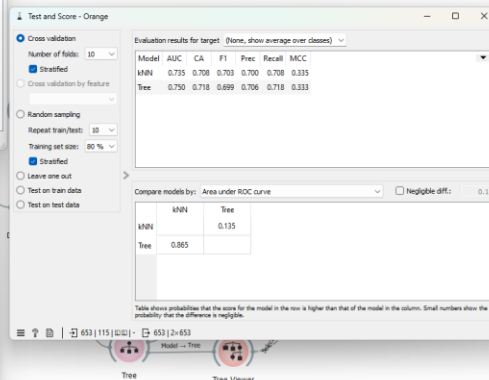 Test and Score - Orange
Cross validation
Number of folds: 10
Stratified
Cross validation by feature
Random sampling
Repeat train/test: 10
Training set size: 80 %
Stratified
Leave one out
Test on train data
Test on test data
Evaluation results for target (None, show average over classes)
Model AUC CA F1 Prec Recall MCC
kNN 0.735 0.708 0.703 0.700 0.708 0.335
Tree 0.750 0.718 0.699 0.706 0.718 0.333
Compare models by: Area under ROC curve Negligible diff.: 0.1
kNN Tree
kNN 0.135
Tree 0.865
Table shows probabilities that the score for the model in the row is higher than that of the model in the column. Small numbers show the
probability that the difference is negligible.
653 | 115 | - 653 | 2×653
Model → Tree
Tree
Tree Viewer